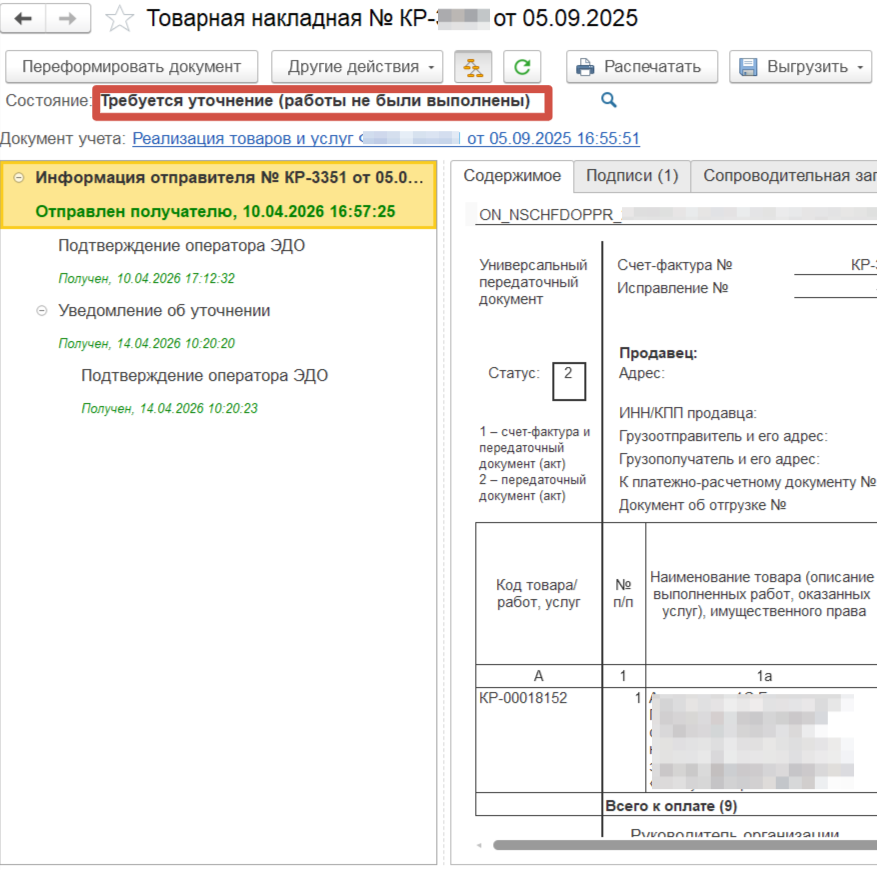 Товарная накладная № КР- от 05.09.2025
Переформировать документ Другие действия Распечатать Выгрузить
Состояние: Требуется уточнение (работы не были выполнены)
Документ учета: Реализация товаров и услуг от 05.09.2025 16:55:51
Информация отправителя № КР-3351 от 05.0...
Отправлен получателю, 10.04.2026 16:57:25
Подтверждение оператора ЭДО
Получен, 10.04.2026 17:12:32
Уведомление об уточнении
Получен, 14.04.2026 10:20:20
Подтверждение оператора ЭДО
Получен, 14.04.2026 10:20:23
Содержимое Подписи (1) Сопроводительная зап
ON_NSCHFDOPPR_
Универсальный
передаточный
документ
Счет-фактура № КР-3
Исправление №
Статус: 2
1 – счет-фактура и
передаточный
документ (акт)
2 – передаточный
документ (акт)
Продавец:
Адрес:
ИНН/КПП продавца:
Грузоотправитель и его адрес:
Грузополучатель и его адрес:
К платежно-расчетному документу №
Документ об отгрузке №
Код товара/
работ, услуг
№
п/п
Наименование товара (описание
выполненных работ, оказанных
услуг), имущественного права
А 1 1а
КР-00018152 1
Всего к оплате (9)
Руководитель организации